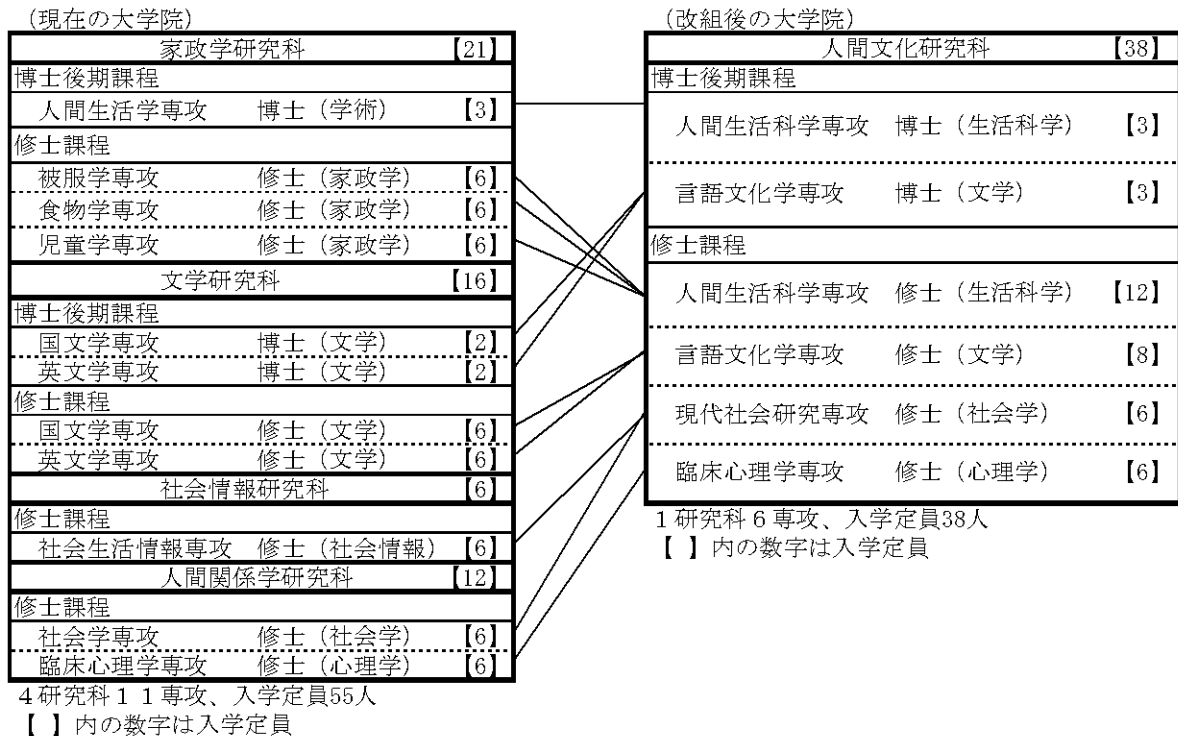 （現在の大学院）
家政学研究科 【21】
博士後期課程
人間生活学専攻 博士（学術） 【3】
修士課程
被服学専攻 修士（家政学） 【6】
食物学専攻 修士（家政学） 【6】
児童学専攻 修士（家政学） 【6】
文学研究科 【16】
博士後期課程
国文学専攻 博士（文学） 【2】
英文学専攻 博士（文学） 【2】
修士課程
国文学専攻 修士（文学） 【6】
英文学専攻 修士（文学） 【6】
社会情報研究科 【6】
修士課程
社会生活情報専攻 修士（社会情報） 【6】
人間関係学研究科 【12】
修士課程
社会学専攻 修士（社会学） 【6】
臨床心理学専攻 修士（心理学） 【6】
４研究科１１専攻、入学定員55人
【 】内の数字は入学定員
（改組後の大学院）
人間文化研究科 【38】
博士後期課程
人間生活科学専攻 博士（生活科学） 【3】
言語文化学専攻 博士（文学） 【3】
修士課程
人間生活科学専攻 修士（生活科学） 【12】
言語文化学専攻 修士（文学） 【8】
現代社会研究専攻 修士（社会学） 【6】
臨床心理学専攻 修士（心理学） 【6】
１研究科６専攻、入学定員38人
【 】内の数字は入学定員